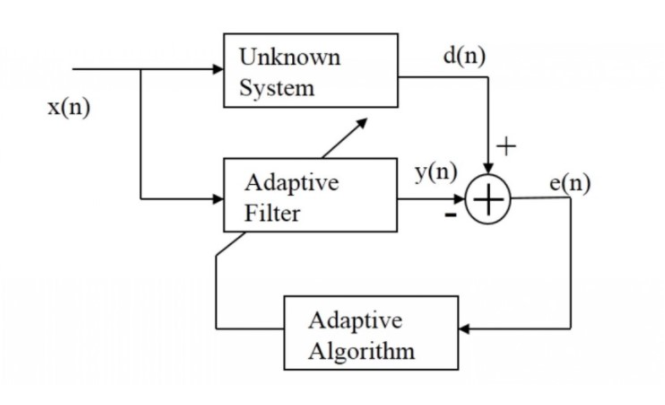 Unknown
System
d(n)
x(n)
+
Adaptive
Filter
y(n)
-
+
e(n)
Adaptive
Algorithm